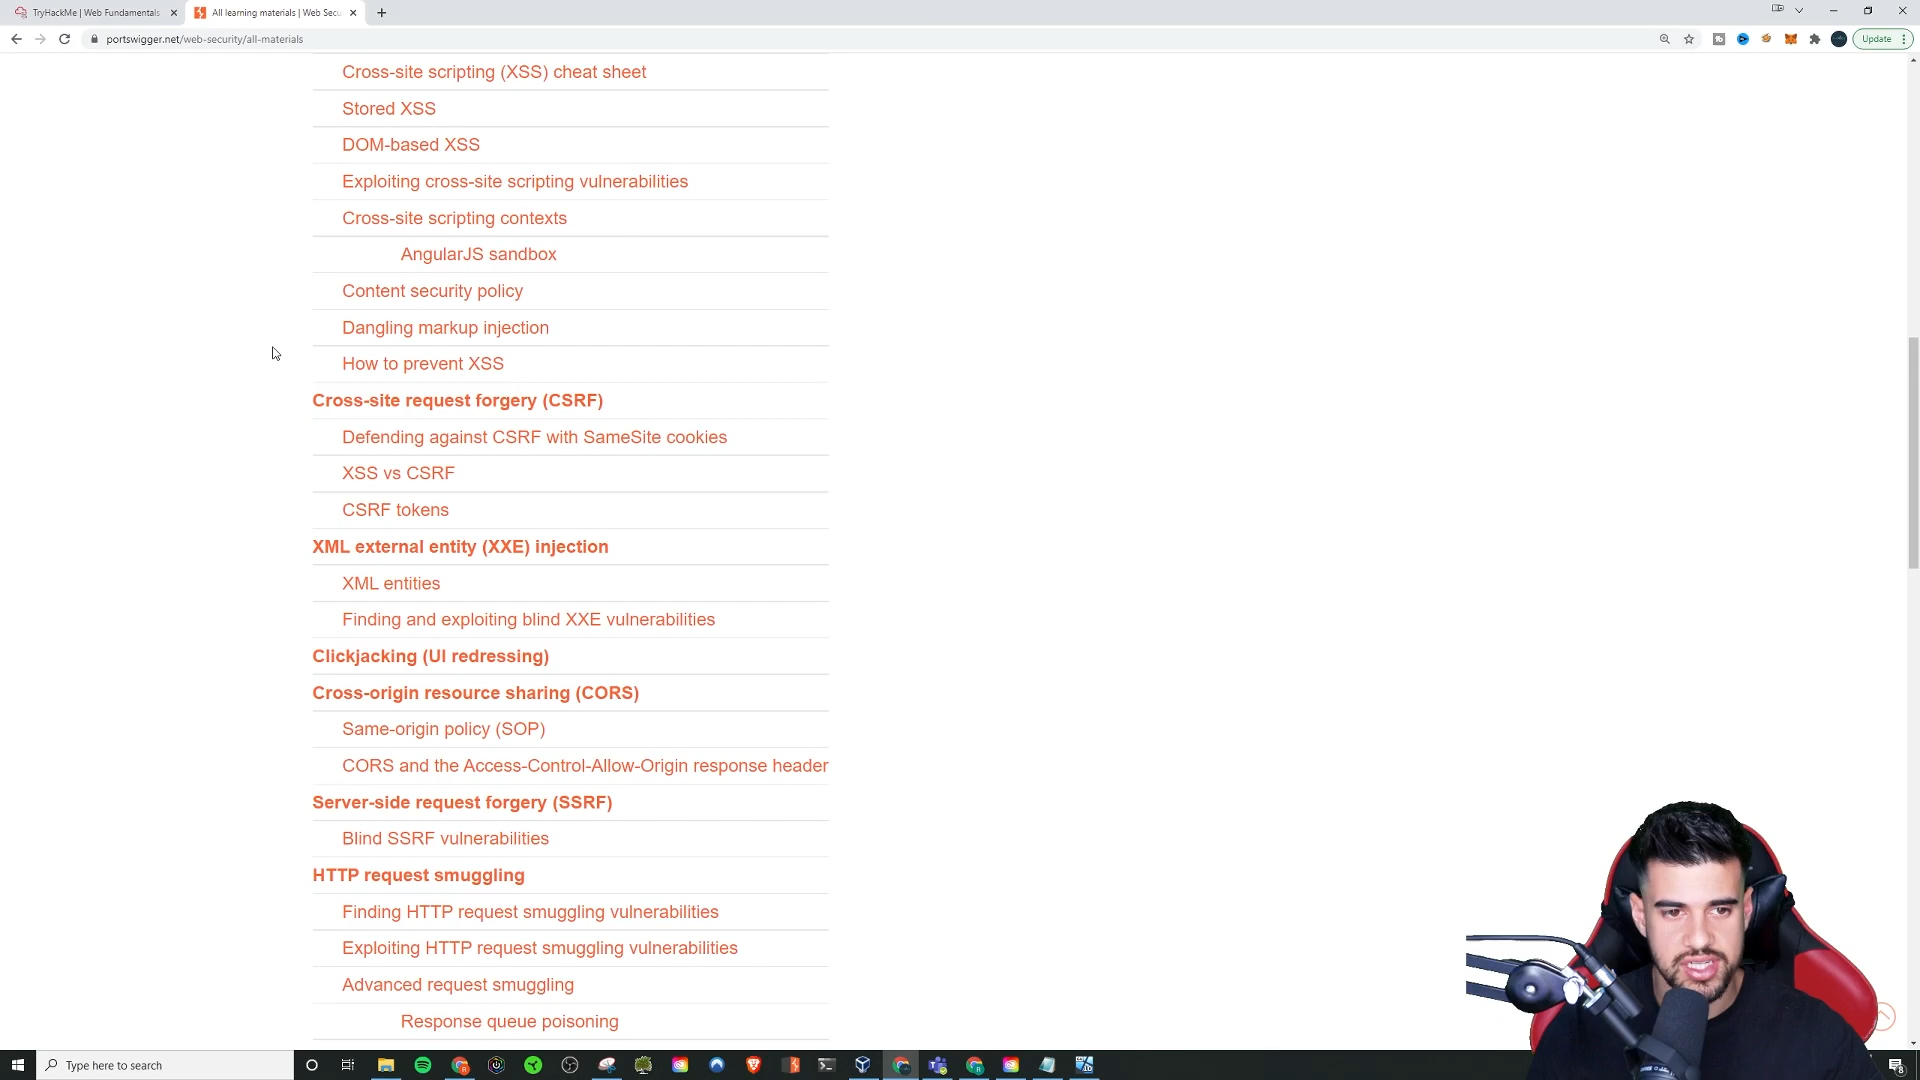 TryHackMe | Web Fundamentals
All learning materials | Web Secu
portswigger.net/web-security/all-materials
Update
Cross-site scripting (XSS) cheat sheet
Stored XSS
DOM-based XSS
Exploiting cross-site scripting vulnerabilities
Cross-site scripting contexts
AngularJS sandbox
Content security policy
Dangling markup injection
How to prevent XSS
Cross-site request forgery (CSRF)
Defending against CSRF with SameSite cookies
XSS vs CSRF
CSRF tokens
XML external entity (XXE) injection
XML entities
Finding and exploiting blind XXE vulnerabilities
Clickjacking (UI redressing)
Cross-origin resource sharing (CORS)
Same-origin policy (SOP)
CORS and the Access-Control-Allow-Origin response header
Server-side request forgery (SSRF)
Blind SSRF vulnerabilities
HTTP request smuggling
Finding HTTP request smuggling vulnerabilities
Exploiting HTTP request smuggling vulnerabilities
Advanced request smuggling
Response queue poisoning
Type here to search